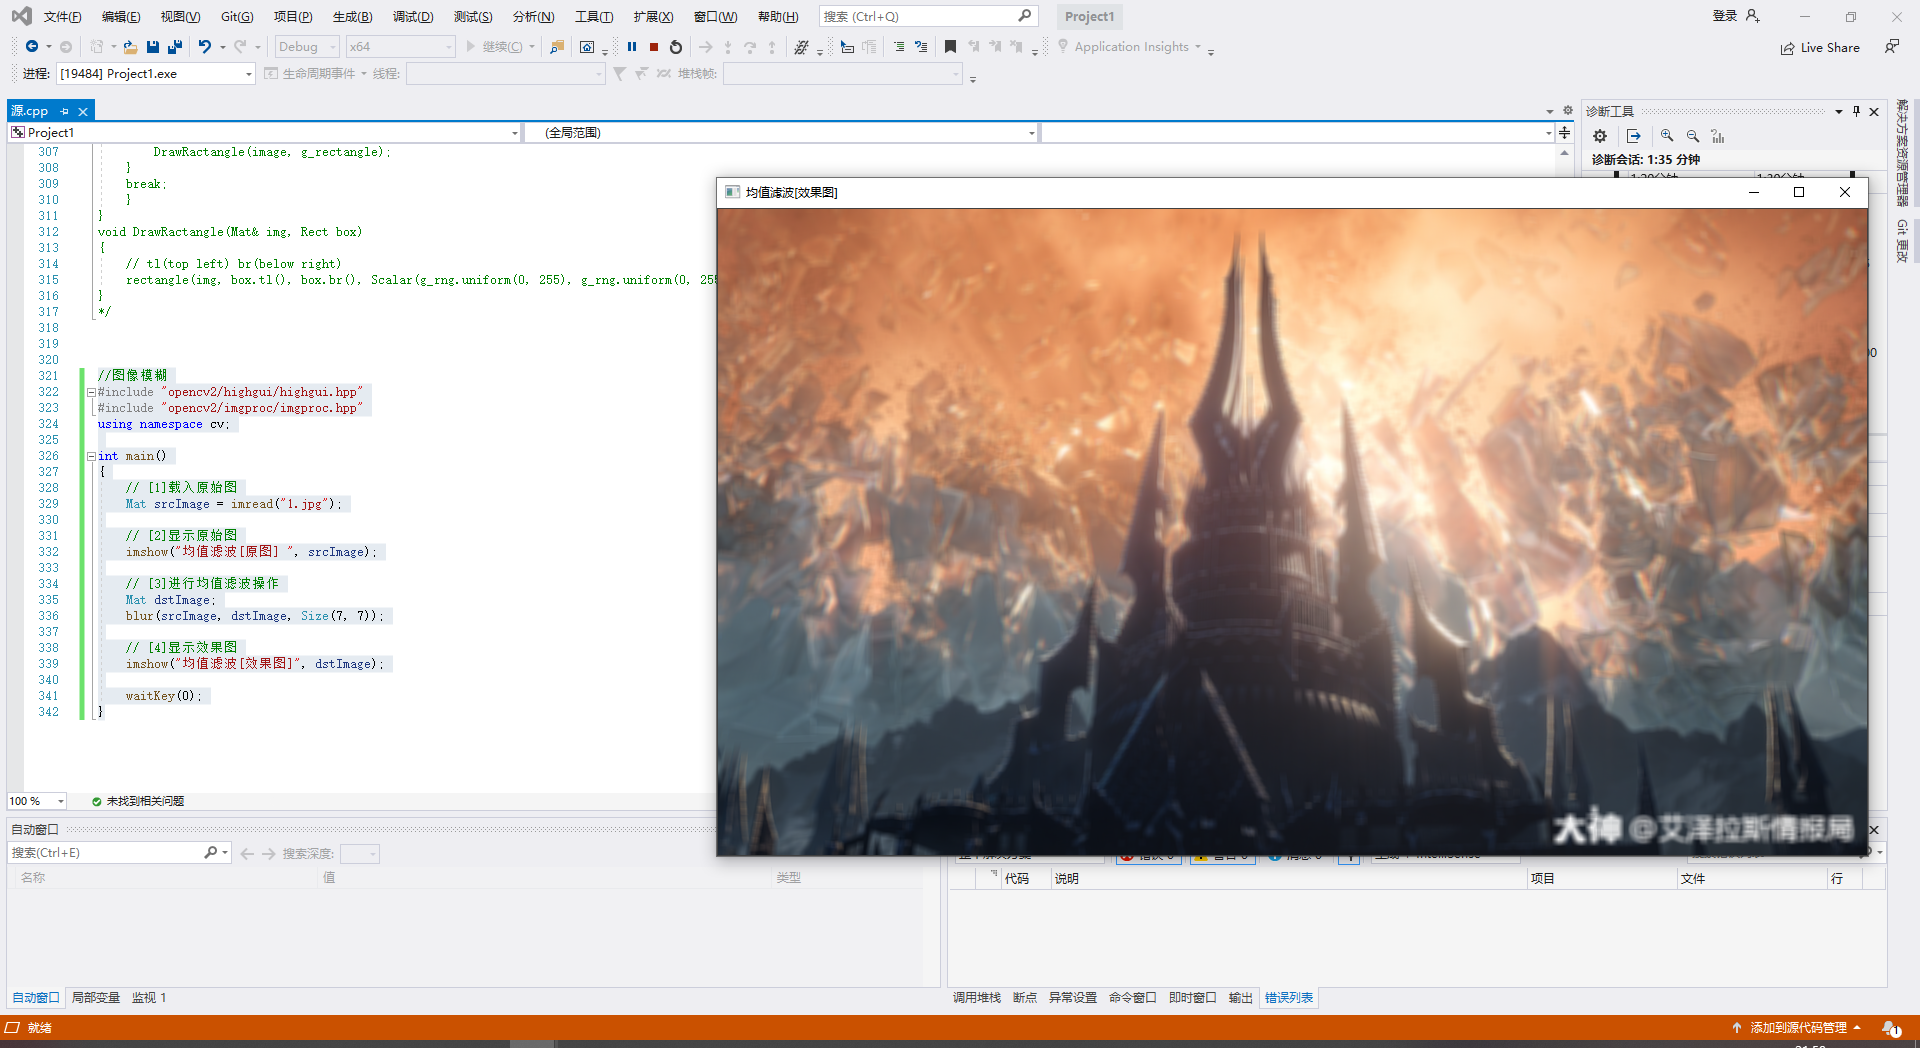 文件(F) 编辑(E) 视图(V) Git(G) 项目(P) 生成(B) 调试(D) 测试(S) 分析(N) 工具(T) 扩展(X) 窗口(W) 帮助(H) 搜索 (Ctrl+Q) Project1 登录
Debug x64 继续(C) Application Insights Live Share
进程: [19484] Project1.exe 生命周期事件 线程: 堆栈帧:
源.cpp
诊断工具
Project1 (全局范围)
诊断会话: 1:35 分钟
解决方案资源管理器
Git 更改
307 DrawRactangle(image, g_rectangle);
308 }
309 break;
310 }
311 }
312 void DrawRactangle(Mat& img, Rect box)
313 {
314 // tl(top left) br(below right)
315 rectangle(img, box.tl(), box.br(), Scalar(g_rng.uniform(0, 255), g_rng.uniform(0, 255
316 }
317 */
318
319
320
321 //图像模糊
322 #include "opencv2/highgui/highgui.hpp"
323 #include "opencv2/imgproc/imgproc.hpp"
324 using namespace cv;
325
326 int main()
327 {
328 // [1]载入原始图
329 Mat srcImage = imread("1.jpg");
330
331 // [2]显示原始图
332 imshow("均值滤波[原图] ", srcImage);
333
334 // [3]进行均值滤波操作
335 Mat dstImage;
336 blur(srcImage, dstImage, Size(7, 7));
337
338 // [4]显示效果图
339 imshow("均值滤波[效果图]", dstImage);
340
341 waitKey(0);
342 }
均值滤波[效果图]
大神 @艾泽拉斯情报局
100 % 未找到相关问题
自动窗口
搜索(Ctrl+E) 搜索深度:
名称 值 类型
代码 说明 项目 文件 行
自动窗口 局部变量 监视 1
调用堆栈 断点 异常设置 命令窗口 即时窗口 输出 错误列表
就绪 添加到源代码管理 1